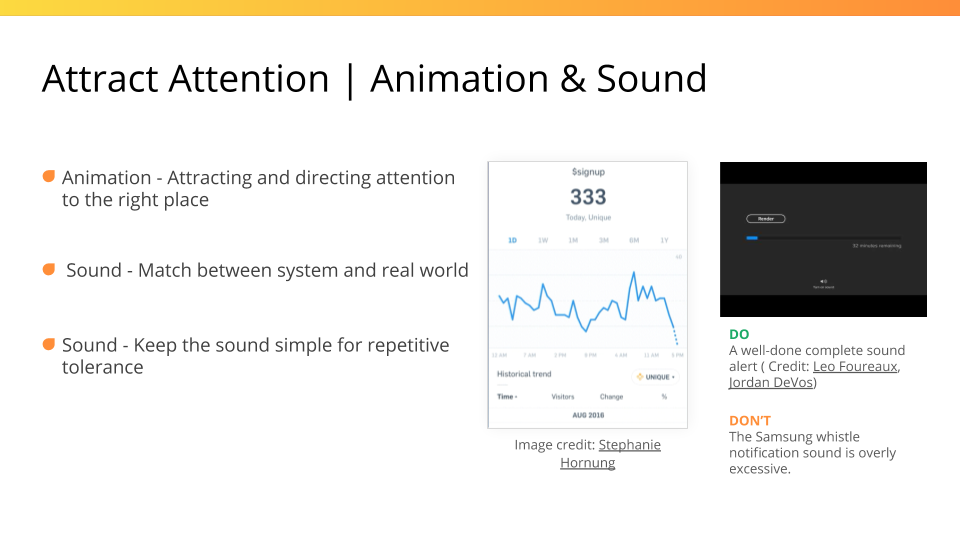 Attract Attention | Animation & Sound
Animation - Attracting and directing attention
to the right place
Sound - Match between system and real world
Sound - Keep the sound simple for repetitive
tolerance
$signup
333
Today, Unique
1D 1W 1M 3M 6M 1Y
60
11 AM 7 AM 2 PM 9 PM 4 AM 11 AM 5 PM
Historical trend
UNIQUE
Time Visitors Change %
AUG 2016
Image credit: Stephanie
Hornung
Render
52 minutes remaining
DO
A well-done complete sound
alert ( Credit: Leo Foureaux,
Jordan DeVos)
DON'T
The Samsung whistle
notification sound is overly
excessive.